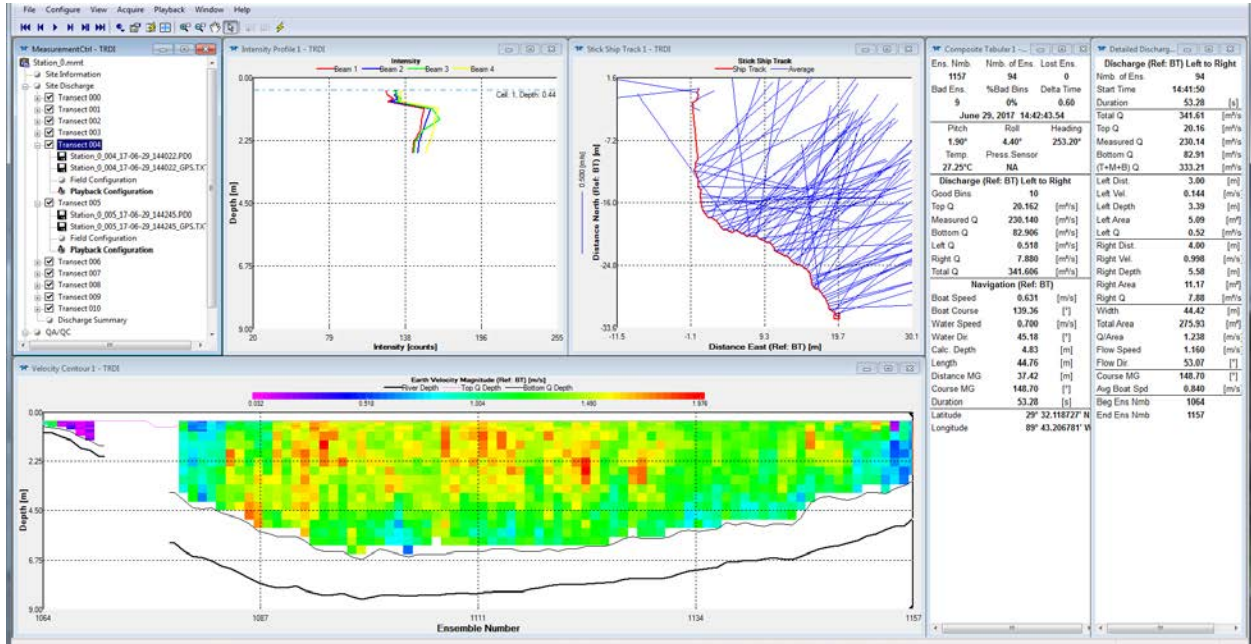 File Configure View Acquire Playback Window Help
MeasurementCtrl - TRDI
Station_0.mmt
Site Information
Site Discharge
Transect 000
Transect 001
Transect 002
Transect 003
Transect 004
Station_0_004_17-06-29_144022.PD0
Station_0_004_17-06-29_144022_GPS.TXT
Field Configuration
Playback Configuration
Transect 005
Station_0_005_17-06-29_144245.PD0
Station_0_005_17-06-29_144245_GPS.TXT
Field Configuration
Playback Configuration
Transect 006
Transect 007
Transect 008
Transect 009
Transect 010
Discharge Summary
QA/QC
Intensity Profile 1 - TRDI
Intensity
Beam 1 Beam 2 Beam 3 Beam 4
Cell: 1, Depth: 0.44
0.00
2.25
4.50
6.75
9.00
Depth [m]
20 79 138 196 255
Intensity [counts]
Stick Ship Track 1 - TRDI
Stick Ship Track
Ship Track Average
1.6
-7.2
-16.0
-24.8
-33.6
0.500 [m/s]
Distance North (Ref: BT) [m]
-11.5 -1.1 9.3 19.7 30.1
Distance East (Ref: BT) [m]
Composite Tabular 1 -...
Ens. Nmb. Nmb. of Ens. Lost Ens.
1157 94 0
Bad Ens. %Bad Bins Delta Time
9 0% 0.60
June 29, 2017 14:42:43.54
Pitch Roll Heading
1.90° 4.40° 253.20°
Temp. Press.Sensor
27.25°C NA
Discharge (Ref: BT) Left to Right
Good Bins 10
Top Q 20.162 [m³/s]
Measured Q 230.140 [m³/s]
Bottom Q 82.906 [m³/s]
Left Q 0.518 [m³/s]
Right Q 7.880 [m³/s]
Total Q 341.606 [m³/s]
Navigation (Ref: BT)
Boat Speed 0.631 [m/s]
Boat Course 139.36 [°]
Water Speed 0.700 [m/s]
Water Dir. 45.18 [°]
Calc. Depth 4.83 [m]
Length 44.76 [m]
Distance MG 37.42 [m]
Course MG 148.70 [°]
Duration 53.28 [s]
Latitude 29° 32.118727' N
Longitude 89° 43.206781' W
Detailed Discharg...
Discharge (Ref: BT) Left to Right
Nmb. of Ens. 94
Start Time 14:41:50
Duration 53.28 [s]
Total Q 341.61 [m³/s
Top Q 20.16 [m³/s
Measured Q 230.14 [m³/s
Bottom Q 82.91 [m³/s
(T+M+B) Q 333.21 [m³/s
Left Dist. 3.00 [m]
Left Vel. 0.144 [m/s
Left Depth 3.39 [m]
Left Area 5.09 [m²]
Left Q 0.52 [m³/s
Right Dist. 4.00 [m]
Right Vel. 0.998 [m/s
Right Depth 5.58 [m]
Right Area 11.17 [m²]
Right Q 7.88 [m³/s
Width 44.42 [m]
Total Area 275.93 [m²]
Q/Area 1.238 [m/s
Flow Speed 1.160 [m/s
Flow Dir. 53.07 [°]
Course MG 148.70 [°]
Avg Boat Spd 0.840 [m/s
Beg Ens Nmb 1064
End Ens Nmb 1157
Velocity Contour 1 - TRDI
Earth Velocity Magnitude (Ref: BT) [m/s]
River Depth Top Q Depth Bottom Q Depth
0.032 0.518 1.004 1.490 1.976
0.00
2.25
4.50
6.75
9.00
Depth [m]
1064 1087 1111 1134 1157
Ensemble Number